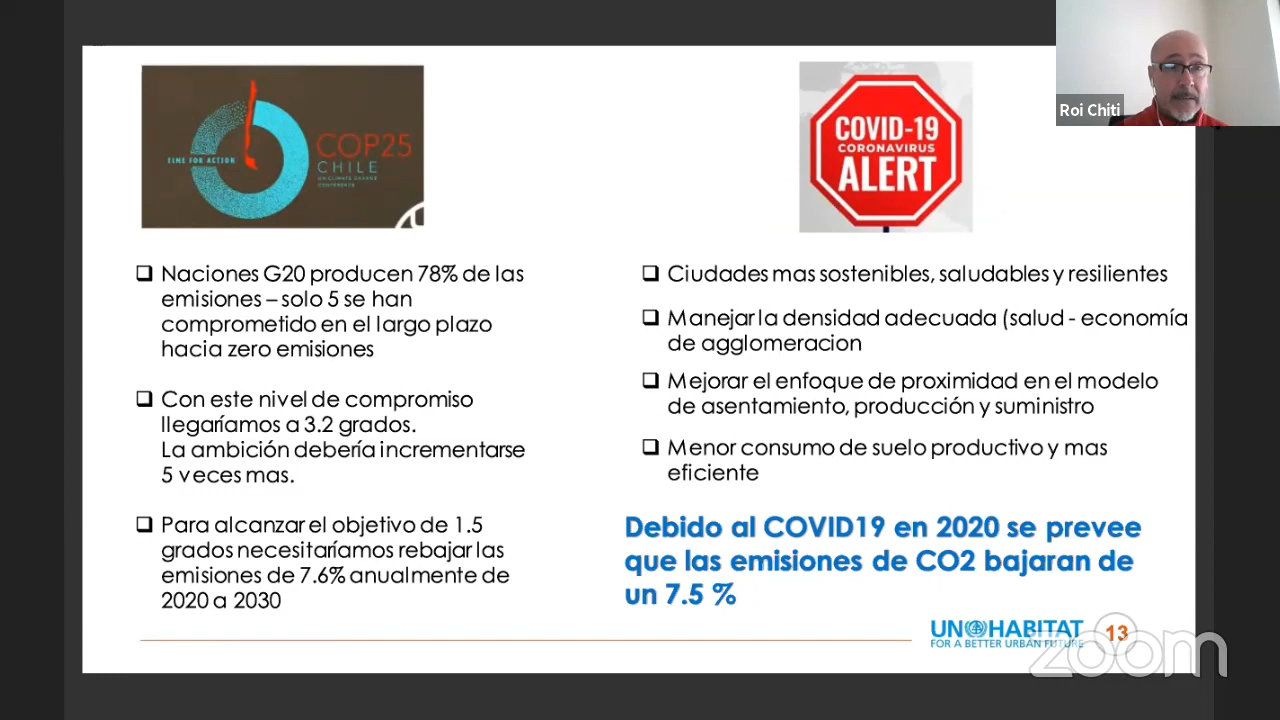 Roi Chiti
TIME FOR ACTION
COP25
CHILE
UN CLIMATE CHANGE
CONFERENCE
COVID-19
CORONAVIRUS
ALERT
Naciones G20 producen 78% de las
emisiones – solo 5 se han
comprometido en el largo plazo
hacia zero emisiones
Con este nivel de compromiso
llegaríamos a 3.2 grados.
La ambición debería incrementarse
5 veces mas.
Para alcanzar el objetivo de 1.5
grados necesitaríamos rebajar las
emisiones de 7.6% anualmente de
2020 a 2030
Ciudades mas sostenibles, saludables y resilientes
Manejar la densidad adecuada (salud - economía
de agglomeracion
Mejorar el enfoque de proximidad en el modelo
de asentamiento, producción y suministro
Menor consumo de suelo productivo y mas
eficiente
Debido al COVID19 en 2020 se prevee
que las emisiones de CO2 bajaran de
un 7.5 %
UN HABITAT
FOR A BETTER URBAN FUTURE
13
zoom